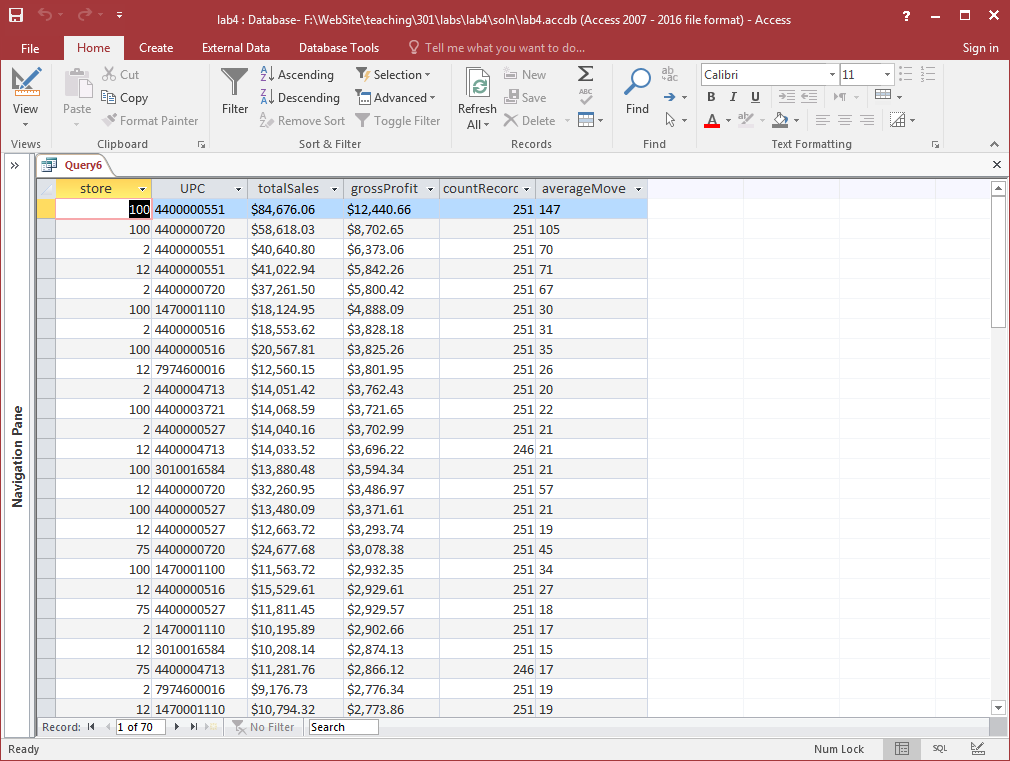 lab4 : Database- F:\WebSite\teaching\301\labs\lab4\soln\lab4.accdb (Access 2007 - 2016 file format) - Access
File Home Create External Data Database Tools Tell me what you want to do... Sign in
View Paste Cut Copy Format Painter Filter Ascending Descending Remove Sort Selection Advanced Toggle Filter Refresh All New Save Delete Σ ABC Find ab ac Calibri 11 B I U A ab
Views Clipboard Sort & Filter Records Find Text Formatting
Query6
Navigation Pane
store UPC totalSales grossProfit countRecorc averageMove
100 4400000551 $84,676.06 $12,440.66 251 147
100 4400000720 $58,618.03 $8,702.65 251 105
2 4400000551 $40,640.80 $6,373.06 251 70
12 4400000551 $41,022.94 $5,842.26 251 71
2 4400000720 $37,261.50 $5,800.42 251 67
100 1470001110 $18,124.95 $4,888.09 251 30
2 4400000516 $18,553.62 $3,828.18 251 31
100 4400000516 $20,567.81 $3,825.26 251 35
12 7974600016 $12,560.15 $3,801.95 251 26
2 4400004713 $14,051.42 $3,762.43 251 20
100 4400003721 $14,068.59 $3,721.65 251 22
2 4400000527 $14,040.16 $3,702.99 251 21
12 4400004713 $14,033.52 $3,696.22 246 21
100 3010016584 $13,880.48 $3,594.34 251 21
12 4400000720 $32,260.95 $3,486.97 251 57
100 4400000527 $13,480.09 $3,371.61 251 21
12 4400000527 $12,663.72 $3,293.74 251 19
75 4400000720 $24,677.68 $3,078.38 251 45
100 1470001100 $11,563.72 $2,932.35 251 34
12 4400000516 $15,529.61 $2,929.61 251 27
75 4400000527 $11,811.45 $2,929.57 251 18
2 1470001110 $10,195.89 $2,902.66 251 17
12 3010016584 $10,208.14 $2,874.13 251 15
75 4400004713 $11,281.76 $2,866.12 246 17
2 7974600016 $9,176.73 $2,776.34 251 19
12 1470001110 $10,794.32 $2,773.86 251 19
Record: 1 of 70 No Filter Search
Ready Num Lock SQL